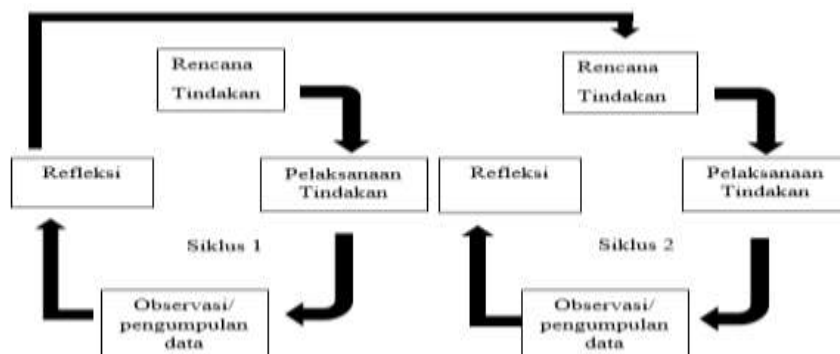 Rencana
Tindakan
Rencana
Tindakan
Refleksi
Pelaksanaan
Tindakan
Refleksi
Pelaksanaan
Tindakan
Siklus 1
Siklus 2
Observasi/
pengumpulan
data
Observasi/
pengumpulan
data